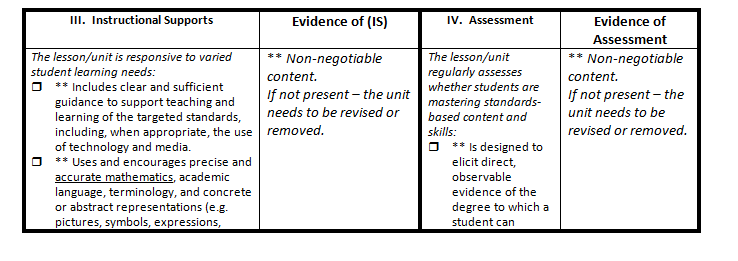 III. Instructional Supports
Evidence of (IS)
IV. Assessment
Evidence of
Assessment
The lesson/unit is responsive to varied
student learning needs:
❒ ** Includes clear and sufficient
guidance to support teaching and
learning of the targeted standards,
including, when appropriate, the use
of technology and media.
❒ ** Uses and encourages precise and
accurate mathematics, academic
language, terminology, and concrete
or abstract representations (e.g.
pictures, symbols, expressions,
** Non-negotiable
content.
If not present – the unit
needs to be revised or
removed.
The lesson/unit
regularly assesses
whether students are
mastering standards-
based content and
skills:
❒ ** Is designed to
elicit direct,
observable
evidence of the
degree to which a
student can
** Non-negotiable
content.
If not present – the
unit needs to be
revised or removed.